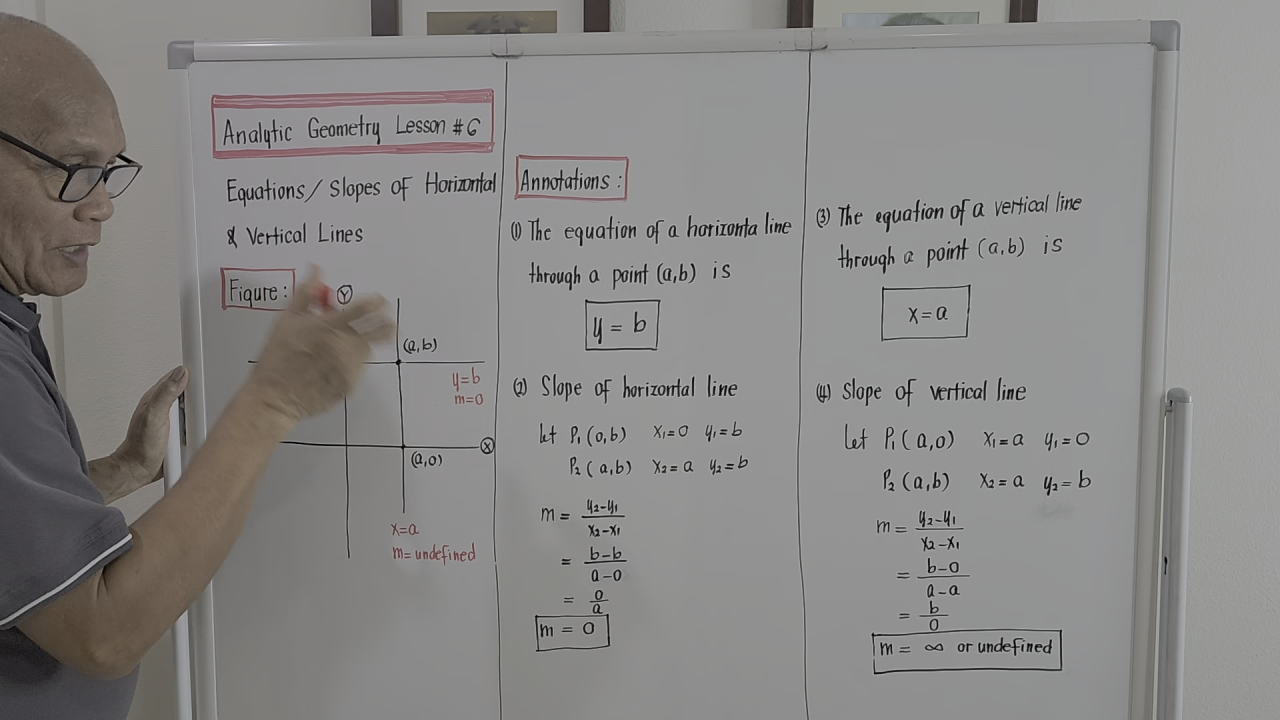 Analytic Geometry Lesson #6
Equations/Slopes of Horizontal
& Vertical Lines
Figure:
Y
(a,b)
y=b
m=0
X
(a,0)
x=a
m=undefined
Annotations:
(1) The equation of a horizonta line
through a point (a,b) is
y = b
(2) Slope of horizontal line
let P₁(0,b) x₁=0 y₁=b
P₂(a,b) x₂=a y₂=b
m = y₂-y₁ / x₂-x₁
= b-b / a-0
= 0/a
m = 0
(3) The equation of a vertical line
through a point (a,b) is
x=a
(4) Slope of vertical line
let P₁(a,0) x₁=a y₁=0
P₂(a,b) x₂=a y₂=b
m = y₂-y₁ / x₂-x₁
= b-0 / a-a
= b/0
m = ∞ or undefined